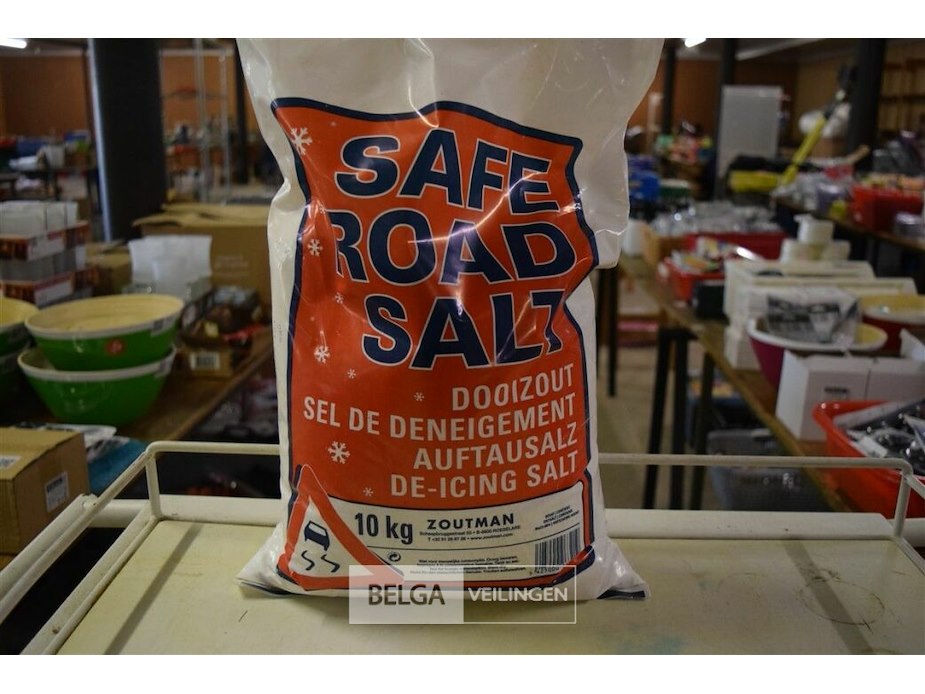 SAFE
ROAD
SALT
DOOIZOUT
SEL DE DENEIGEMENT
AUFTAUSALZ
DE-ICING SALT
10 kg
ZOUTMAN
BELGA VEILINGEN